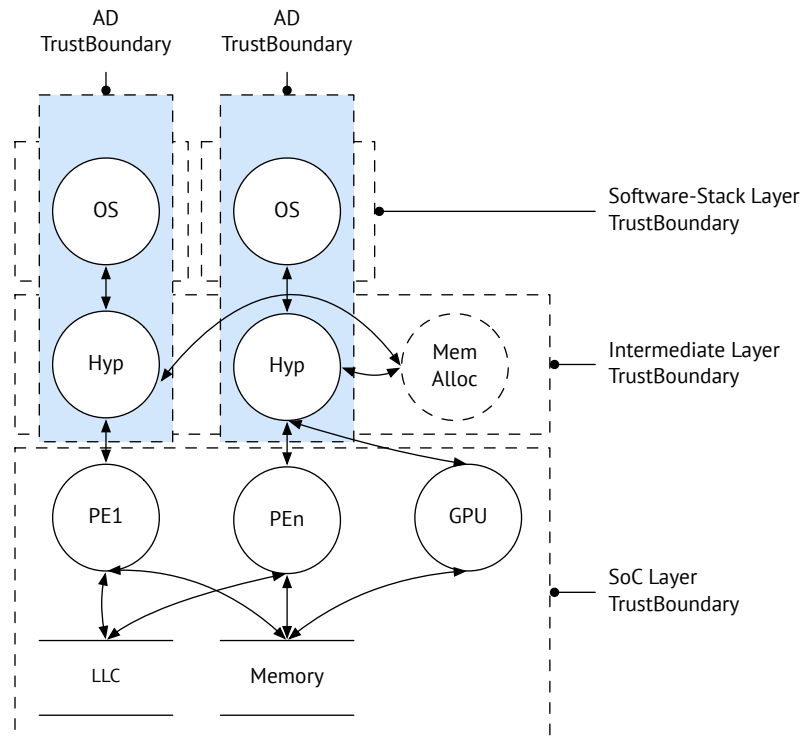 AD
TrustBoundary
AD
TrustBoundary
OS
OS
Software-Stack Layer
TrustBoundary
Hyp
Hyp
Mem
Alloc
Intermediate Layer
TrustBoundary
PE1
PEn
GPU
SoC Layer
TrustBoundary
LLC
Memory